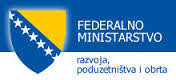 FEDERALNO
MINISTARSTVO
razvoja,
poduzetništva i obrta